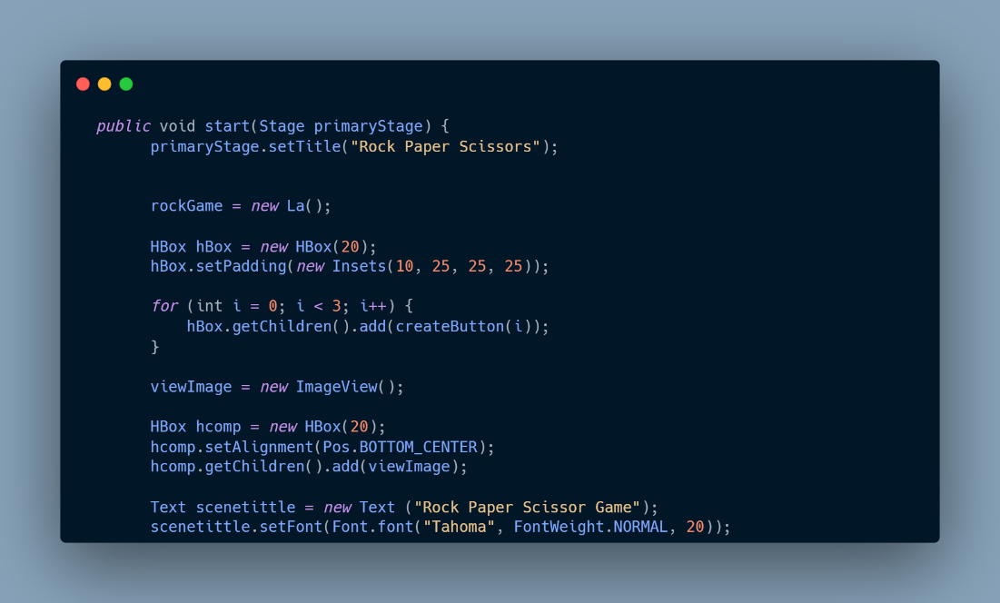 public void start(Stage primaryStage) {
primaryStage.setTitle("Rock Paper Scissors");
rockGame = new La();
HBox hBox = new HBox(20);
hBox.setPadding(new Insets(10, 25, 25, 25));
for (int i = 0; i < 3; i++) {
hBox.getChildren().add(createButton(i));
}
viewImage = new ImageView();
HBox hcomp = new HBox(20);
hcomp.setAlignment(Pos.BOTTOM_CENTER);
hcomp.getChildren().add(viewImage);
Text scenetittle = new Text ("Rock Paper Scissor Game");
scenetittle.setFont(Font.font("Tahoma", FontWeight.NORMAL, 20));